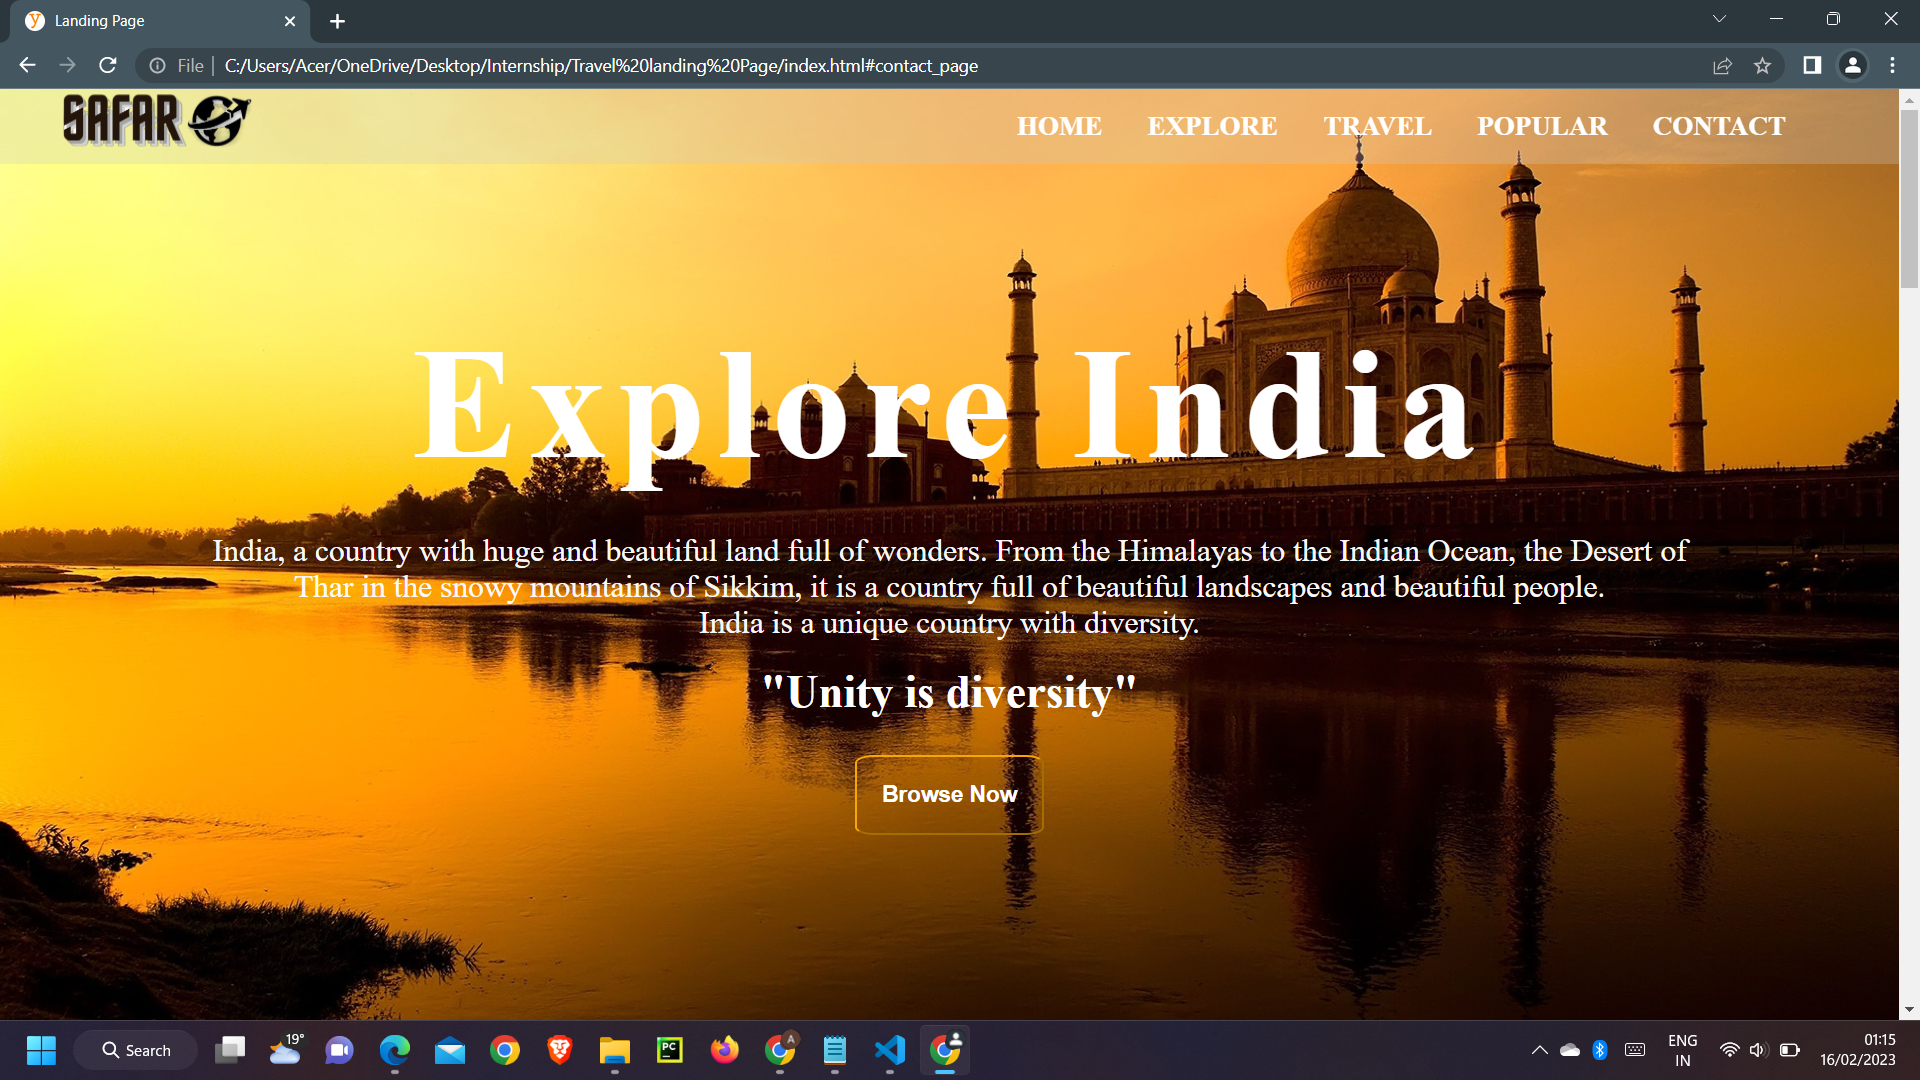 Landing Page
File
C:/Users/Acer/OneDrive/Desktop/Internship/Travel%20landing%20Page/index.html#contact_page
SAFAR
HOME EXPLORE TRAVEL POPULAR CONTACT
Explore India
India, a country with huge and beautiful land full of wonders. From the Himalayas to the Indian Ocean, the Desert of
Thar in the snowy mountains of Sikkim, it is a country full of beautiful landscapes and beautiful people.
India is a unique country with diversity.
"Unity is diversity"
Browse Now
Search
19°
PC
A
ENG
IN
01:15
16/02/2023